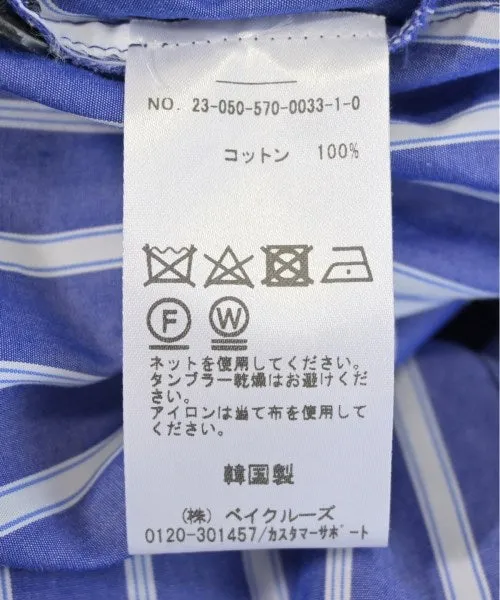 NO. 23-050-570-0033-1-0
コットン 100%
F W
ネットを使用してください。
タンブラー乾燥はお避けくだ
さい。
アイロンは当て布を使用して
ください。
韓国製
(株) ベイクルーズ
0120-301457/カスタマーサポート